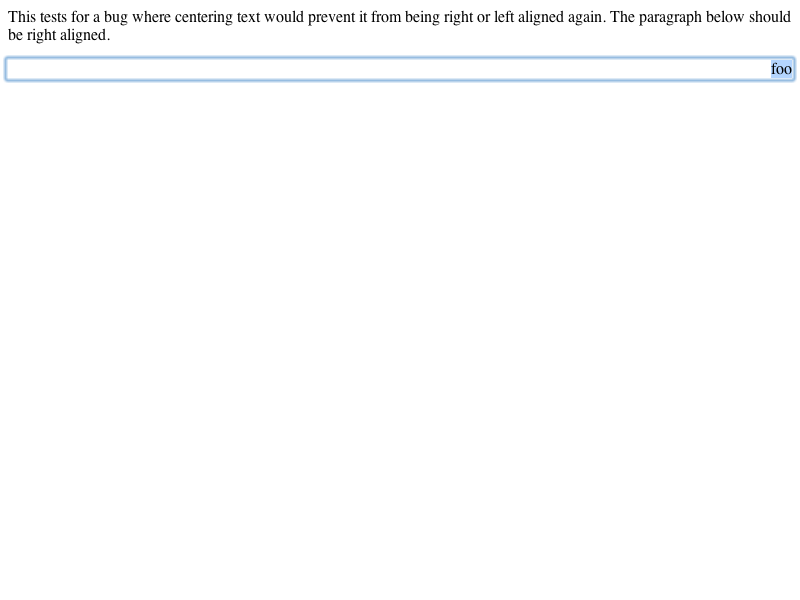 This tests for a bug where centering text would prevent it from being right or left aligned again. The paragraph below should
be right aligned.
foo